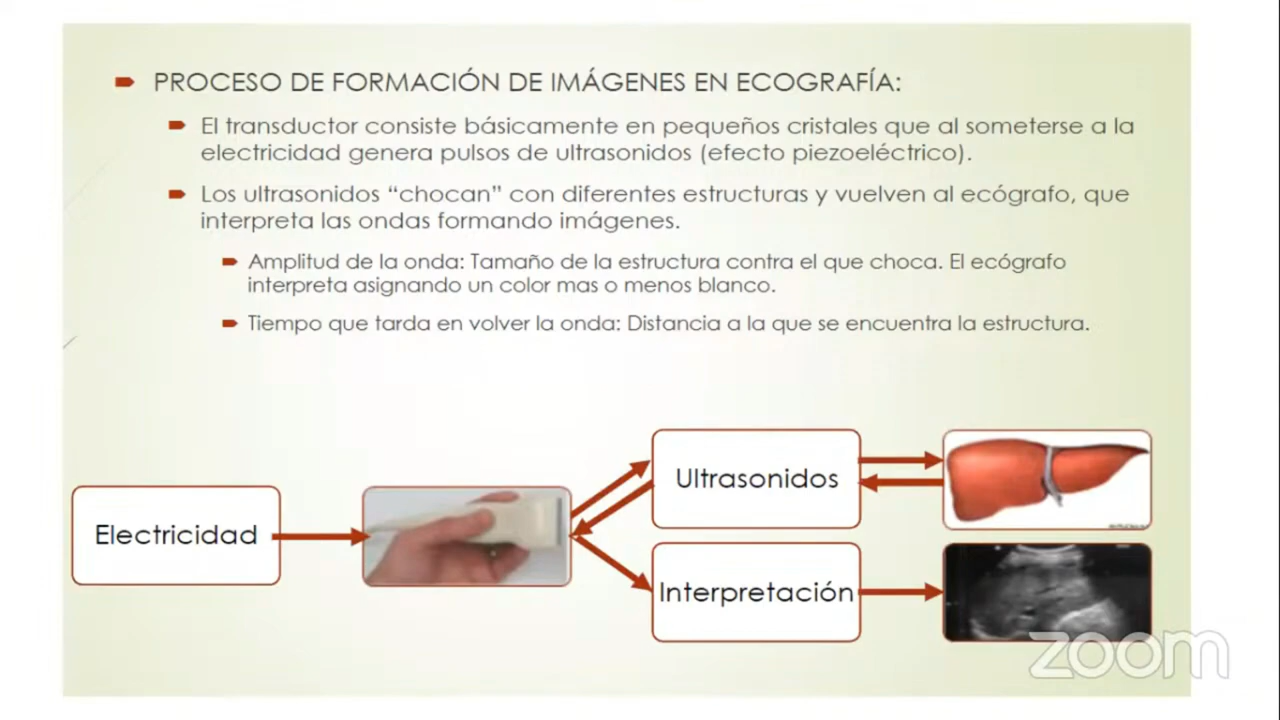 PROCESO DE FORMACIÓN DE IMÁGENES EN ECOGRAFÍA:
El transductor consiste básicamente en pequeños cristales que al someterse a la
electricidad genera pulsos de ultrasonidos (efecto piezoeléctrico).
Los ultrasonidos “chocan” con diferentes estructuras y vuelven al ecógrafo, que
interpreta las ondas formando imágenes.
Amplitud de la onda: Tamaño de la estructura contra el que choca. El ecógrafo
interpreta asignando un color mas o menos blanco.
Tiempo que tarda en volver la onda: Distancia a la que se encuentra la estructura.
Ultrasonidos
Electricidad
Interpretación
zoom